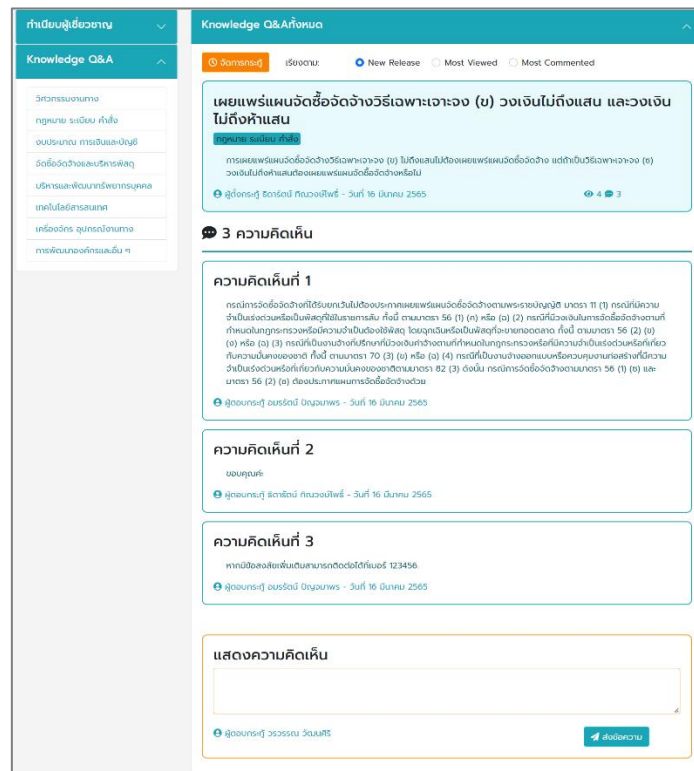 ทำเนียบผู้เชี่ยวชาญ
Knowledge Q&A
วิศวกรรมงานทาง
กฎหมาย ระเบียบ คำสั่ง
งบประมาณ การเงินและบัญชี
จัดซื้อจัดจ้างและบริหารพัสดุ
บริหารและพัฒนาทรัพยากรบุคคล
เทคโนโลยีสารสนเทศ
เครื่องจักร อุปกรณ์งานทาง
การพัฒนาองค์กรและอื่น ๆ
Knowledge Q&Aทั้งหมด
จัดการกระทู้ เรียงตาม: New Release Most Viewed Most Commented
เผยแพร่แผนจัดซื้อจัดจ้างวิธีเฉพาะเจาะจง (ข) วงเงินไม่ถึงแสน และวงเงิน
ไม่ถึงห้าแสน
กฎหมาย ระเบียบ คำสั่ง
การเผยแพร่แผนจัดซื้อจัดจ้างวิธีเฉพาะเจาะจง (ข) ไม่ถึงแสนไม่ต้องเผยแพร่แผนจัดซื้อจัดจ้าง แต่ถ้าเป็นวิธีเฉพาะเจาะจง (ซ)
วงเงินไม่ถึงห้าแสนต้องเผยแพร่แผนจัดซื้อจัดจ้างหรือไม่
ผู้ตั้งกระทู้ ธิดารัตน์ ทิณวงษ์โพธิ์ - วันที่ 16 มีนาคม 2565 4 3
3 ความคิดเห็น
ความคิดเห็นที่ 1
กรณีการจัดซื้อจัดจ้างที่ได้รับยกเว้นไม่ต้องประกาศเผยแพร่แผนจัดซื้อจัดจ้างตามพระราชบัญญัติ มาตรา 11 (1) กรณีที่มีความ
จำเป็นเร่งด่วนหรือเป็นพัสดุที่ใช้ในราชการลับ ทั้งนี้ ตามมาตรา 56 (1) (ค) หรือ (ฉ) (2) กรณีที่มีวงเงินในการจัดซื้อจัดจ้างตามที่
กำหนดในกฎกระทรวงหรือมีความจำเป็นต้องใช้พัสดุ โดยฉุกเฉินหรือเป็นพัสดุที่จะขายทอดตลาด ทั้งนี้ ตามมาตรา 56 (2) (ข)
(ง) หรือ (ฉ) (3) กรณีที่เป็นงานจ้างที่ปรึกษาที่มีวงเงินค่าจ้างตามที่กำหนดในกฎกระทรวงหรือที่เกี่ยว
กับความมั่นคงของชาติ ทั้งนี้ ตามมาตรา 70 (3) (ข) หรือ (ฉ) (4) กรณีที่เป็นงานจ้างออกแบบหรือควบคุมงานก่อสร้างที่มีความ
จำเป็นเร่งด่วนหรือที่เกี่ยวกับความมั่นคงของชาติตามมาตรา 82 (3) ดังนั้น กรณีการจัดซื้อจัดจ้างตามมาตรา 56 (1) (ซ) และ
มาตรา 56 (2) (ซ) ต้องประกาศแผนการจัดซื้อจัดจ้างด้วย
ผู้ตอบกระทู้ อมรรัตน์ ปัญจมาพร - วันที่ 16 มีนาคม 2565
ความคิดเห็นที่ 2
ขอบคุณค่ะ
ผู้ตอบกระทู้ ธิดารัตน์ ทิณวงษ์โพธิ์ - วันที่ 16 มีนาคม 2565
ความคิดเห็นที่ 3
หากมีข้อสงสัยเพิ่มเติมสามารถติดต่อได้ที่เบอร์ 123456
ผู้ตอบกระทู้ อมรรัตน์ ปัญจมาพร - วันที่ 16 มีนาคม 2565
แสดงความคิดเห็น
ผู้ตอบกระทู้ วรวรรณ วัฒนศิริ
ส่งข้อความ